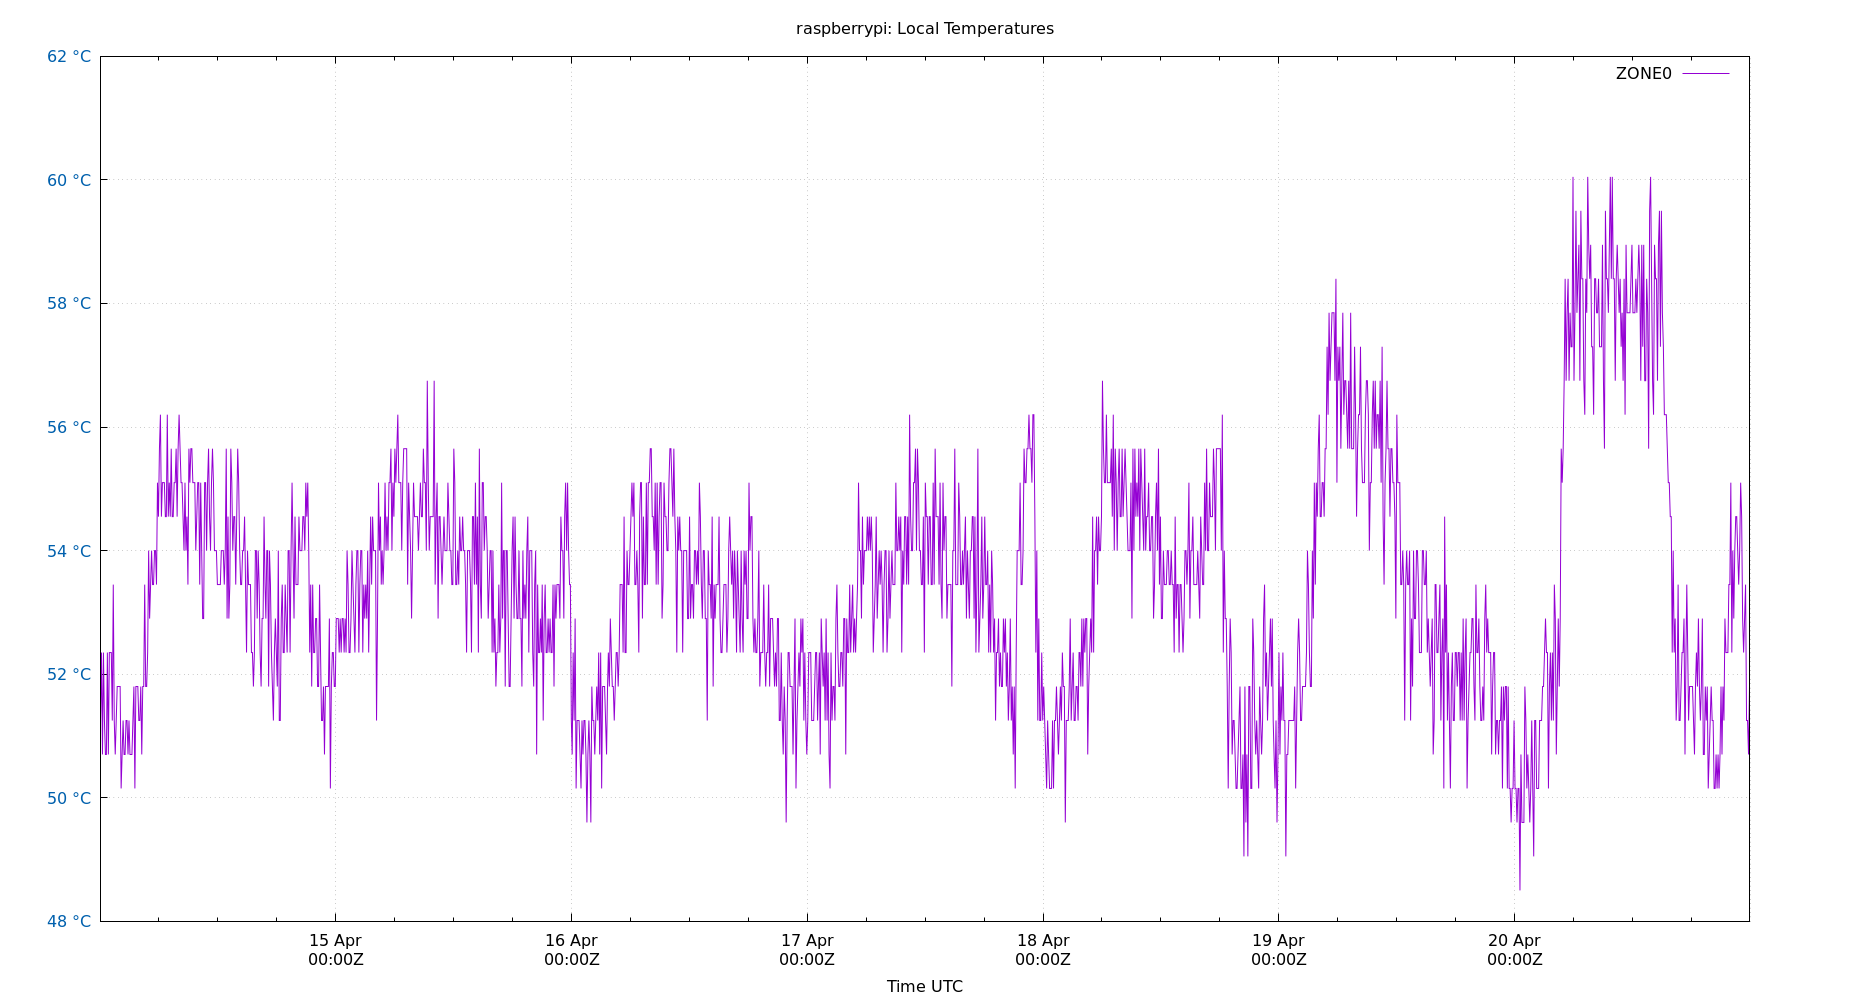 raspberrypi: Local Temperatures
62 °C
ZONE0
60 °C
58 °C
56 °C
54 °C
52 °C
50 °C
48 °C
15 Apr 16 Apr 17 Apr 18 Apr 19 Apr 20 Apr
00:00Z 00:00Z 00:00Z 00:00Z 00:00Z 00:00Z
Time UTC